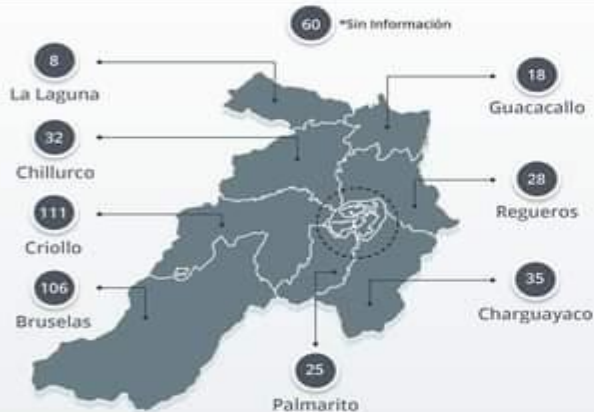 60 *Sin Información
8
La Laguna
32
Chillurco
111
Criollo
106
Bruselas
18
Guacacallo
28
Regueros
35
Charguayaco
25
Palmarito